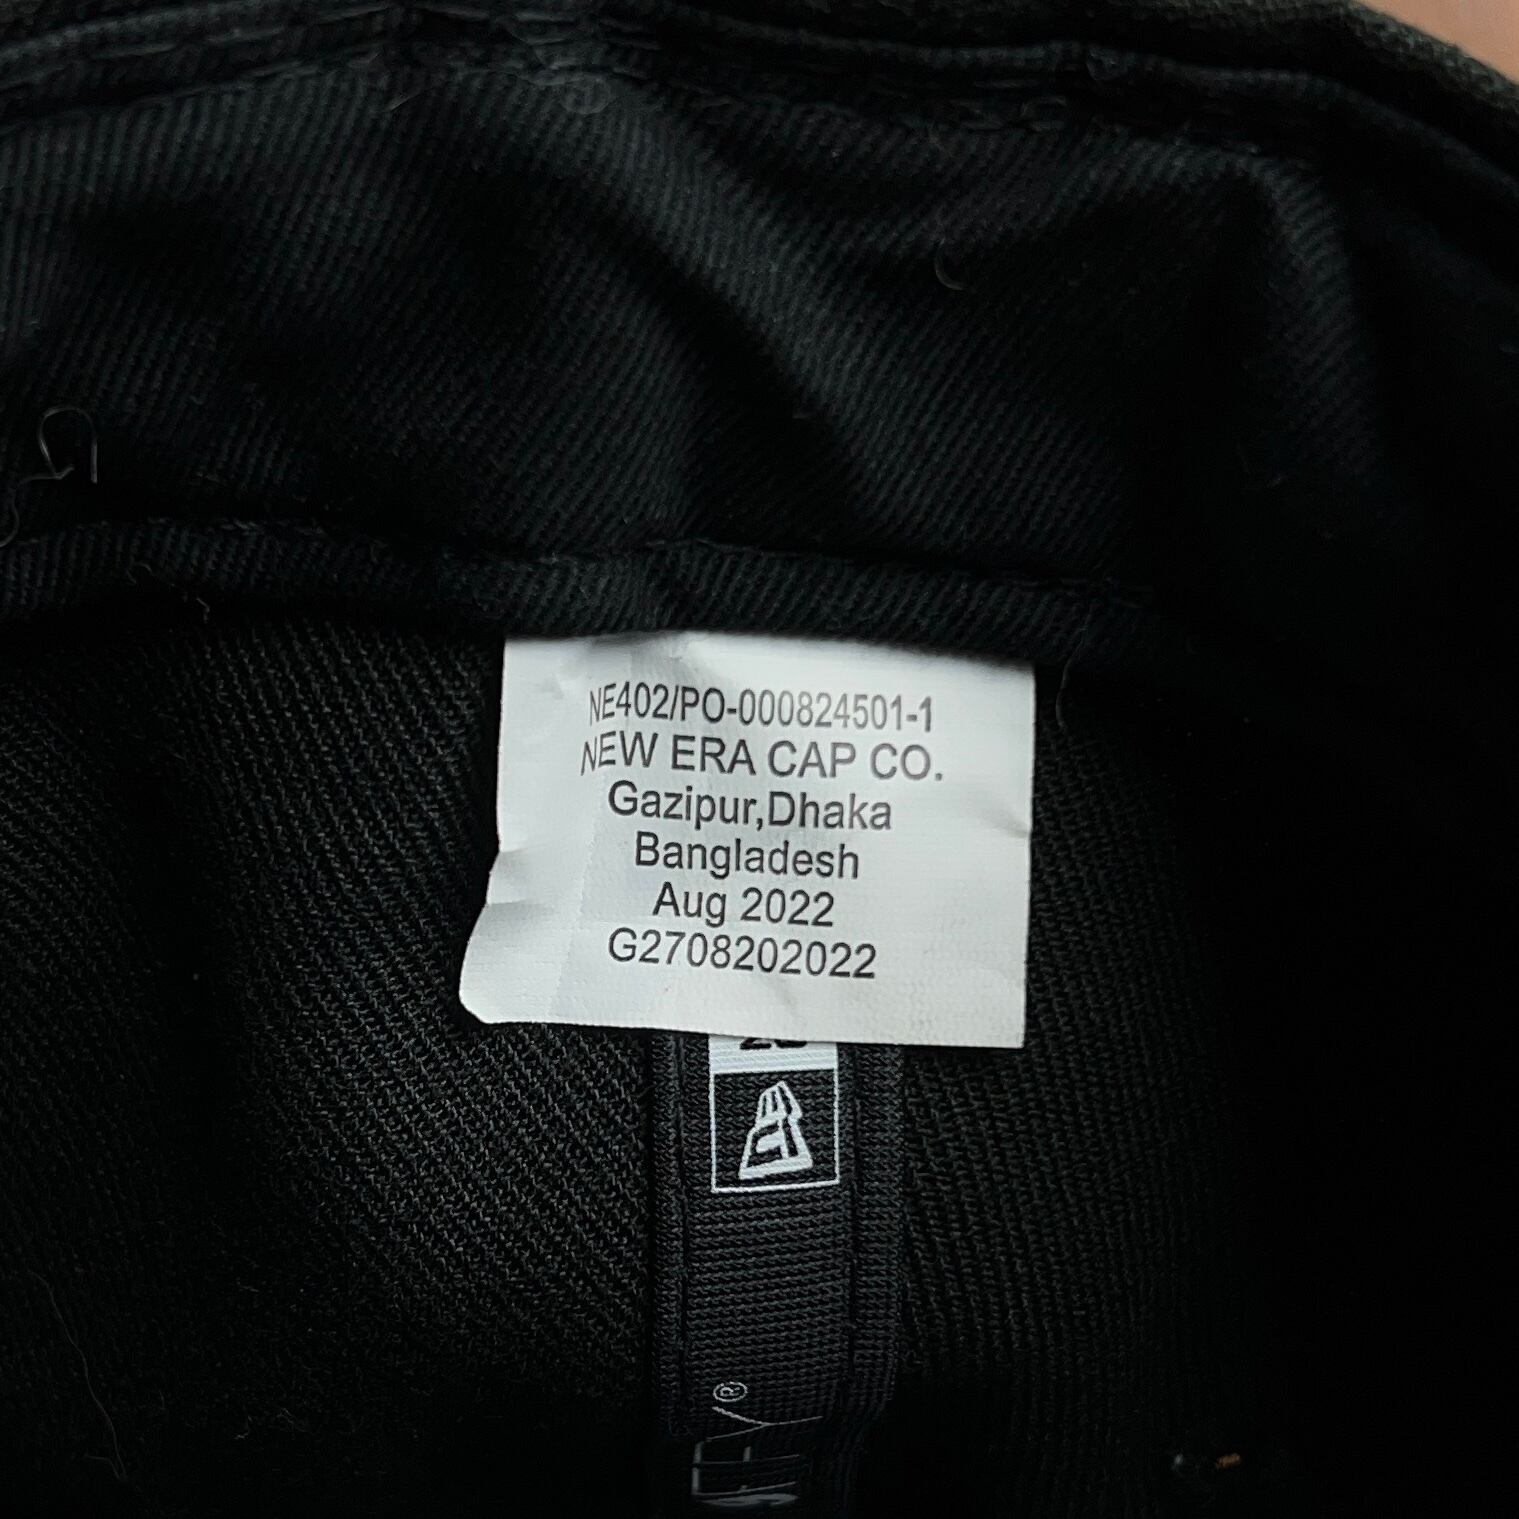 NE402/PO-000824501-1
NEW ERA CAP CO.
Gazipur,Dhaka
Bangladesh
Aug 2022
G2708202022